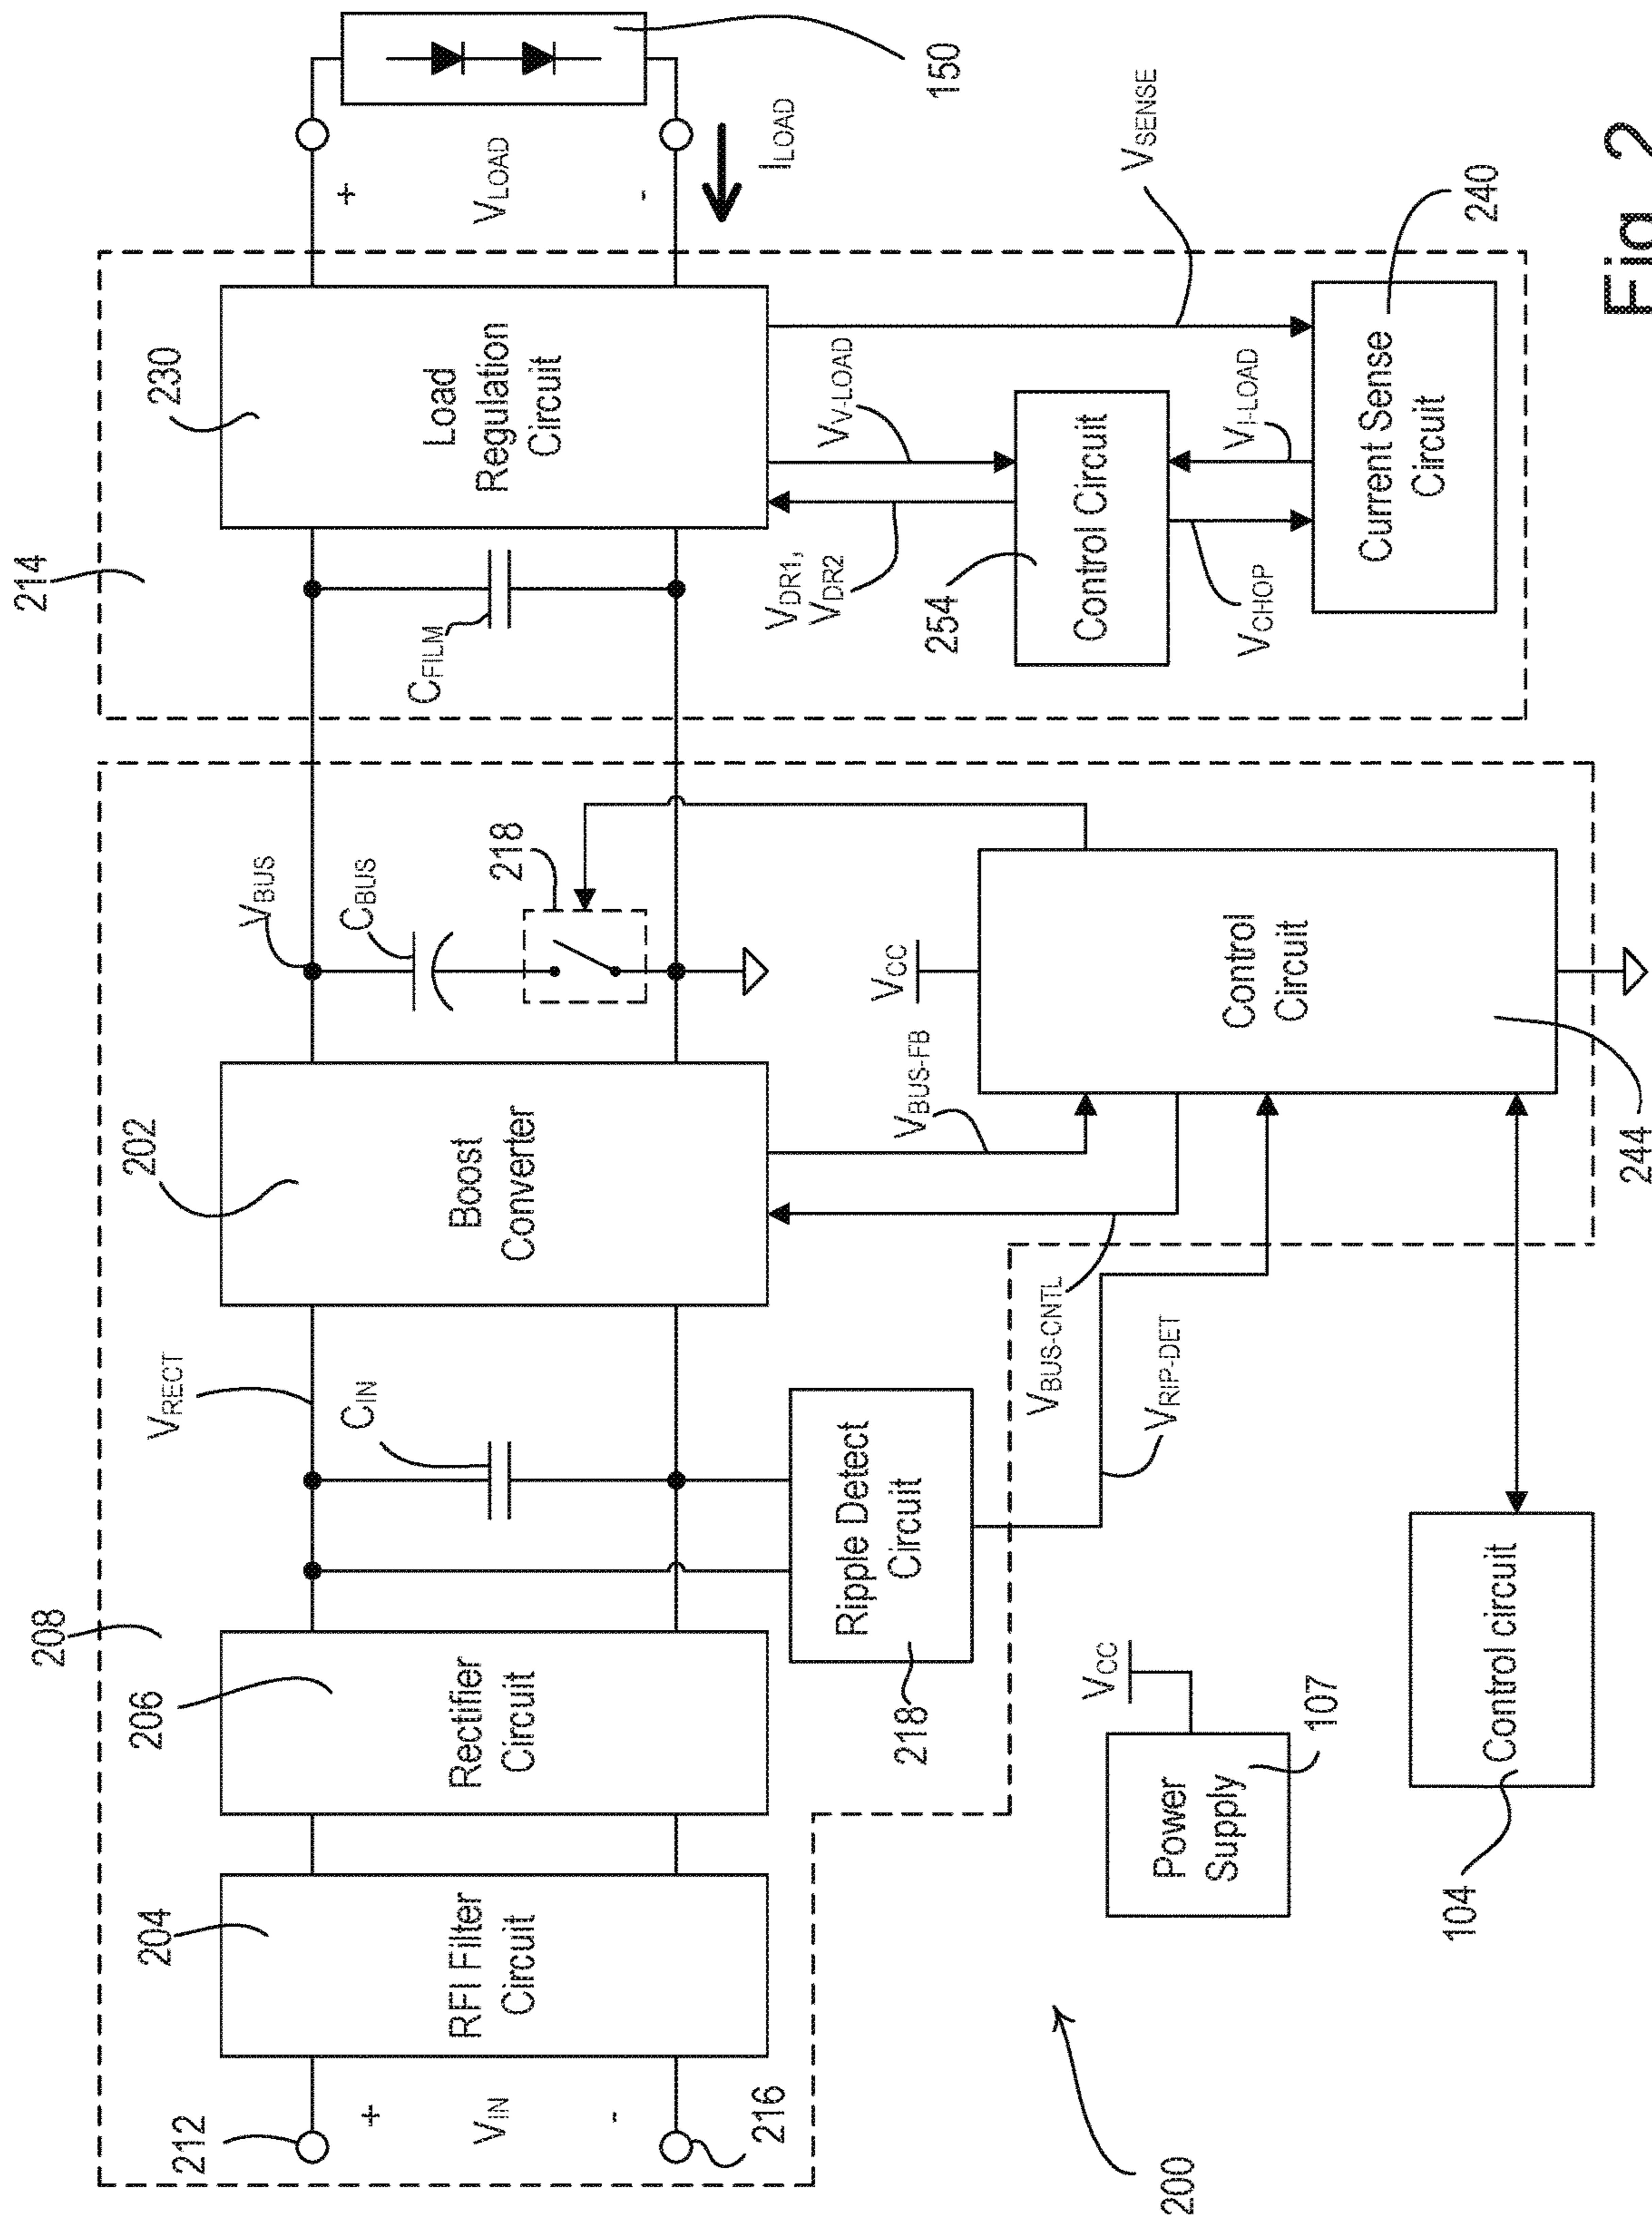 208
214
212
204
206
202
230
VRECT
VBUS
+
VIN
-
216
RFI Filter
Circuit
Rectifier
Circuit
CIN
Boost
Converter
CBUS
218
CFILM
Load
Regulation
Circuit
+
VLOAD
-
150
ILOAD
218
Ripple Detect
Circuit
VBUS-FB
VCC
VDR1,
VDR2
VV-LOAD
VSENSE
254
Control Circuit
VBUS-CNTL
VRIP-DET
VCHOP
VI-LOAD
200
Power
Supply
VCC
107
Control
Circuit
Current Sense
Circuit
240
104
Control circuit
244
Fig. 2